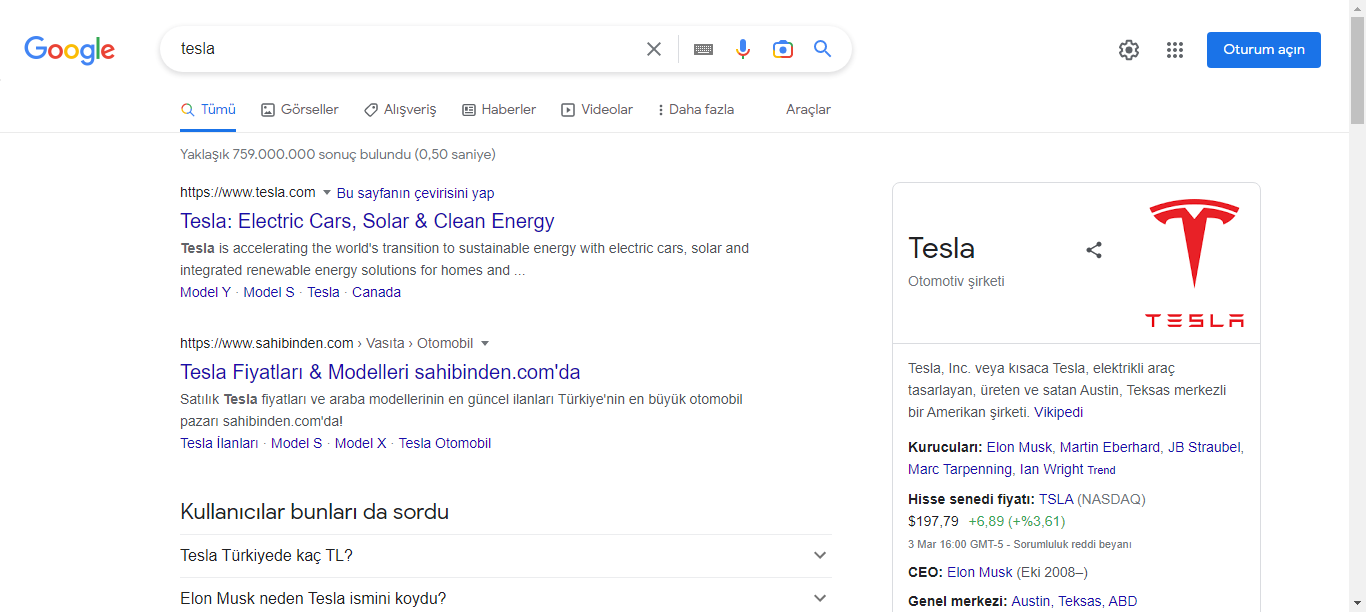 Google
tesla
Oturum açın
Tümü
Görseller
Alışveriş
Haberler
Videolar
Daha fazla
Araçlar
Yaklaşık 759.000.000 sonuç bulundu (0,50 saniye)
https://www.tesla.com Bu sayfanın çevirisini yap
Tesla: Electric Cars, Solar & Clean Energy
Tesla is accelerating the world's transition to sustainable energy with electric cars, solar and
integrated renewable energy solutions for homes and ...
Model Y · Model S · Tesla · Canada
https://www.sahibinden.com › Vasıta › Otomobil
Tesla Fiyatları & Modelleri sahibinden.com'da
Satılık Tesla fiyatları ve araba modellerinin en güncel ilanları Türkiye'nin en büyük otomobil
pazarı sahibinden.com'da!
Tesla İlanları · Model S · Model X · Tesla Otomobil
Kullanıcılar bunları da sordu
Tesla Türkiyede kaç TL?
Elon Musk neden Tesla ismini koydu?
Tesla
Otomotiv şirketi
TESLA
Tesla, Inc. veya kısaca Tesla, elektrikli araç
tasarlayan, üreten ve satan Austin, Teksas merkezli
bir Amerikan şirketi. Vikipedi
Kurucuları: Elon Musk, Martin Eberhard, JB Straubel,
Marc Tarpenning, Ian Wright Trend
Hisse senedi fiyatı: TSLA (NASDAQ)
$197,79 +6,89 (+%3,61)
3 Mar 16:00 GMT-5 - Sorumluluk reddi beyanı
CEO: Elon Musk (Eki 2008–)
Genel merkezi: Austin, Teksas, ABD